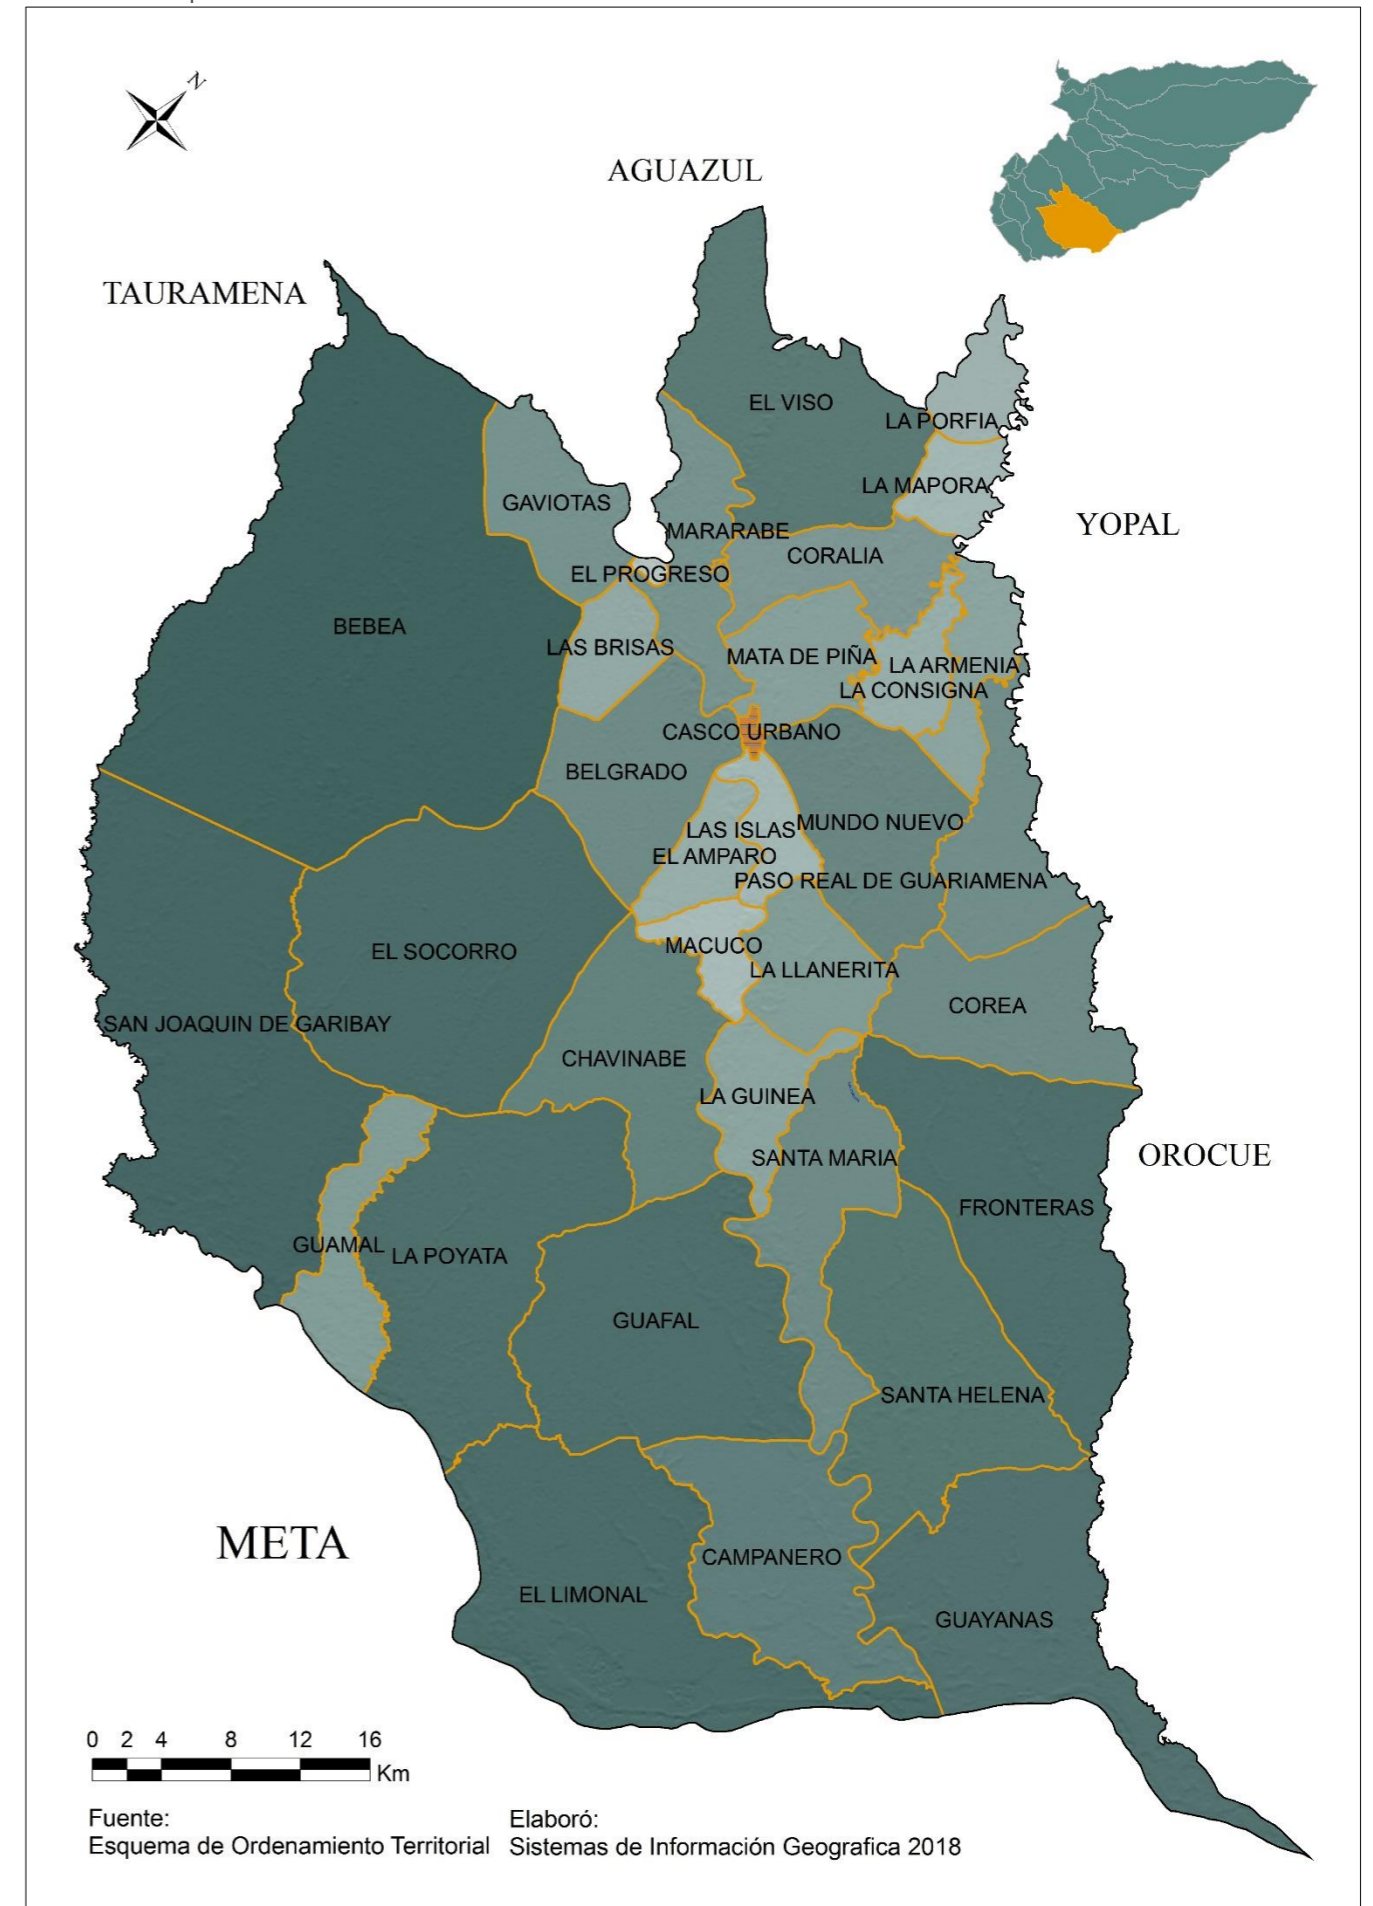 N
AGUAZUL
TAURAMENA
EL VISO
LA PORFIA
LA MAPORA
GAVIOTAS
YOPAL
MARARABE
CORALIA
EL PROGRESO
BEBEA
LAS BRISAS
MATA DE PIÑA
LA ARMENIA
LA CONSIGNA
CASCO URBANO
BELGRADO
MUNDO NUEVO
LAS ISLAS
EL AMPARO
PASO REAL DE GUARIAMENA
MACUCO
EL SOCORRO
LA LLANERITA
COREA
SAN JOAQUIN DE GARIBAY
CHAVINABE
LA GUINEA
SANTA MARIA
OROCUE
FRONTERAS
GUAMAL
LA POYATA
GUAFAL
SANTA HELENA
META
CAMPANERO
EL LIMONAL
GUAYANAS
0 2 4 8 12 16
Km
Fuente:
Esquema de Ordenamiento Territorial
Elaboró:
Sistemas de Información Geografica 2018